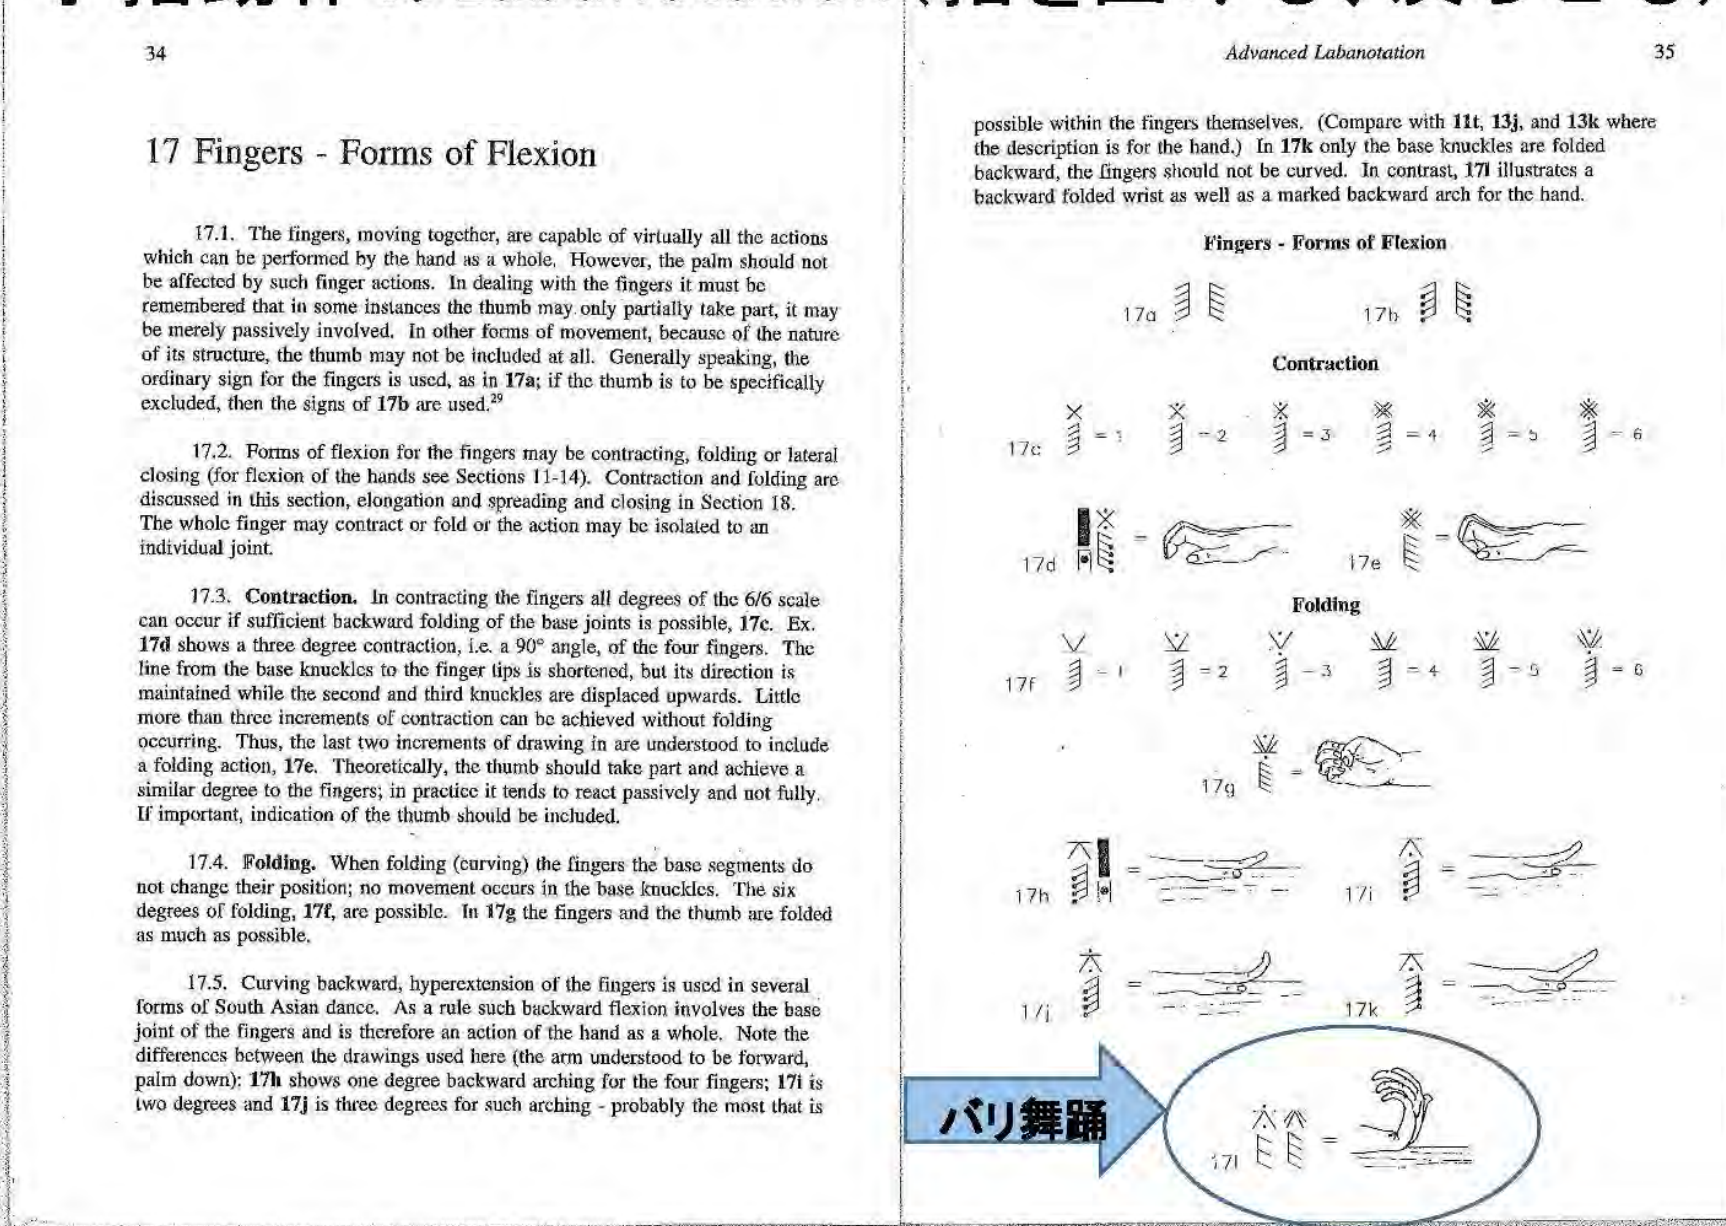 34
17 Fingers - Forms of Flexion
17.1. The fingers, moving together, are capable of virtually all the actions
which can be performed by the hand as a whole. However, the palm should not
be affected by such finger actions. In dealing with the fingers it must be
remembered that in some instances the thumb may only partially take part, it may
be merely passively involved. In other forms of movement, because of the nature
of its structure, the thumb may not be included at all. Generally speaking, the
ordinary sign for the fingers is used, as in 17a; if the thumb is to be specifically
excluded, then the signs of 17b are used.29
17.2. Forms of flexion for the fingers may be contracting, folding or lateral
closing (for flexion of the hands see Sections 11-14). Contraction and folding are
discussed in this section, elongation and spreading and closing in Section 18.
The whole finger may contract or fold or the action may be isolated to an
individual joint.
17.3. Contraction. In contracting the fingers all degrees of the 6/6 scale
can occur if sufficient backward folding of the base joints is possible, 17c. Ex.
17d shows a three degree contraction, i.e. a 90° angle, of the four fingers. The
line from the base knuckles to the finger tips is shortened, but its direction is
maintained while the second and third knuckles are displaced upwards. Little
more than three increments of contraction can be achieved without folding
occurring. Thus, the last two increments of drawing in are understood to include
a folding action, 17e. Theoretically, the thumb should take part and achieve a
similar degree to the fingers; in practice it tends to react passively and not fully.
If important, indication of the thumb should be included.
17.4. Folding. When folding (curving) the fingers the base segments do
not change their position; no movement occurs in the base knuckles. The six
degrees of folding, 17f, are possible. In 17g the fingers and the thumb are folded
as much as possible.
17.5. Curving backward, hyperextension of the fingers is used in several
forms of South Asian dance. As a rule such backward flexion involves the base
joint of the fingers and is therefore an action of the hand as a whole. Note the
differences between the drawings used here (the arm understood to be forward,
palm down): 17h shows one degree backward arching for the four fingers; 17i is
two degrees and 17j is three degrees for such arching - probably the most that is
Advanced Labanotation 35
possible within the fingers themselves. (Compare with 11t, 13j, and 13k where
the description is for the hand.) In 17k only the base knuckles are folded
backward, the fingers should not be curved. In contrast, 17l illustrates a
backward folded wrist as well as a marked backward arch for the hand.
Fingers - Forms of Flexion
17a 17b
Contraction
17c = 1 = 2 = 3 = 4 = 5 = 6
17d = 17e =
Folding
17f = 1 = 2 = 3 = 4 = 5 = 6
17g =
17h = 17i =
17j = 17k =
バリ舞踊
17l =